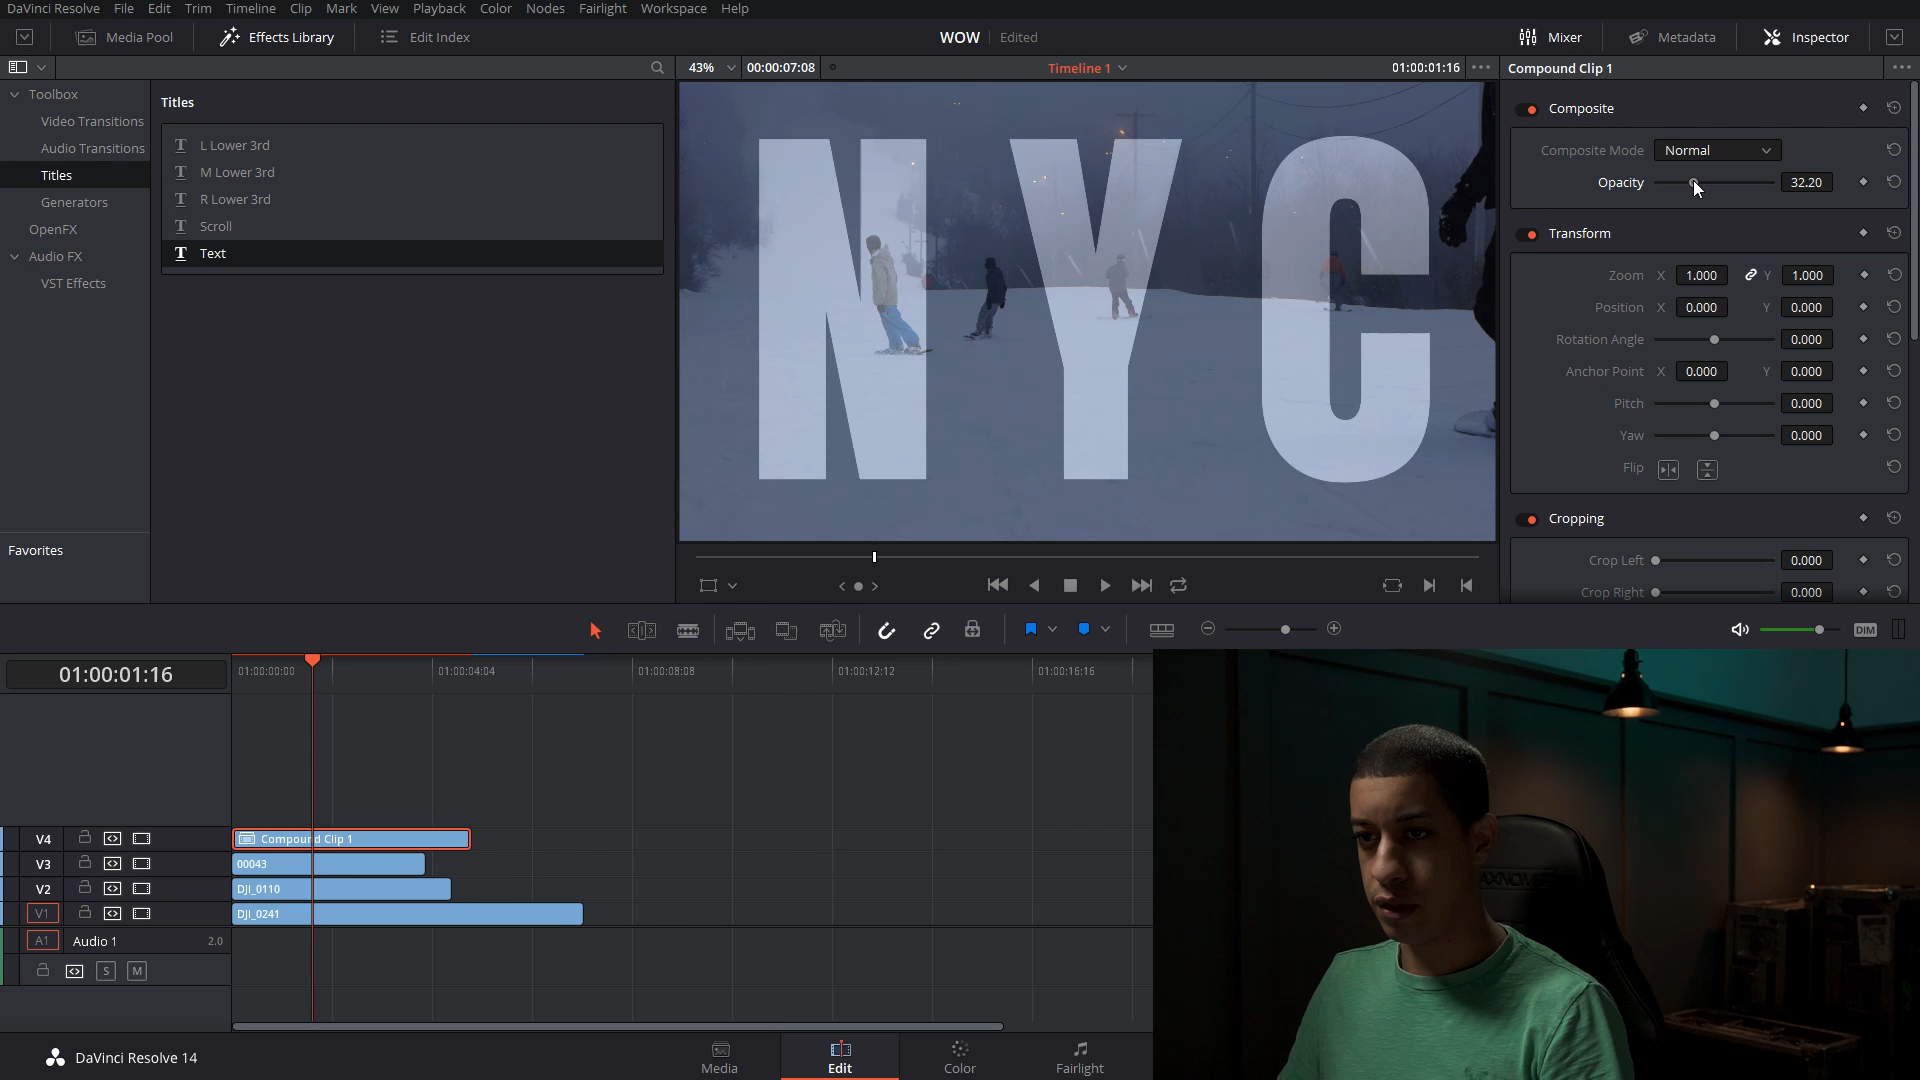 DaVinci Resolve File Edit Trim Timeline Clip Mark View Playback Color Nodes Fairlight Workspace Help
Media Pool Effects Library Edit Index WOW Edited Mixer Metadata Inspector
43% 00:00:07:08 Timeline 1 01:00:01:16 Compound Clip 1
Toolbox
Video Transitions
Audio Transitions
Titles
Generators
OpenFX
Audio FX
VST Effects
Favorites
Titles
L Lower 3rd
M Lower 3rd
R Lower 3rd
Scroll
Text
NYC
Composite
Composite Mode Normal
Opacity 32.20
Transform
Zoom X 1.000 Y 1.000
Position X 0.000 Y 0.000
Rotation Angle 0.000
Anchor Point X 0.000 Y 0.000
Pitch 0.000
Yaw 0.000
Flip
Cropping
Crop Left 0.000
Crop Right 0.000
DIM
01:00:01:16 01:00:00:00 01:00:04:04 01:00:08:08 01:00:12:12 01:00:16:16
V4 Compound Clip 1
V3 00043
V2 DJI_0110
V1 DJI_0241
A1 Audio 1 2.0
S M
DaVinci Resolve 14 Media Edit Color Fairlight